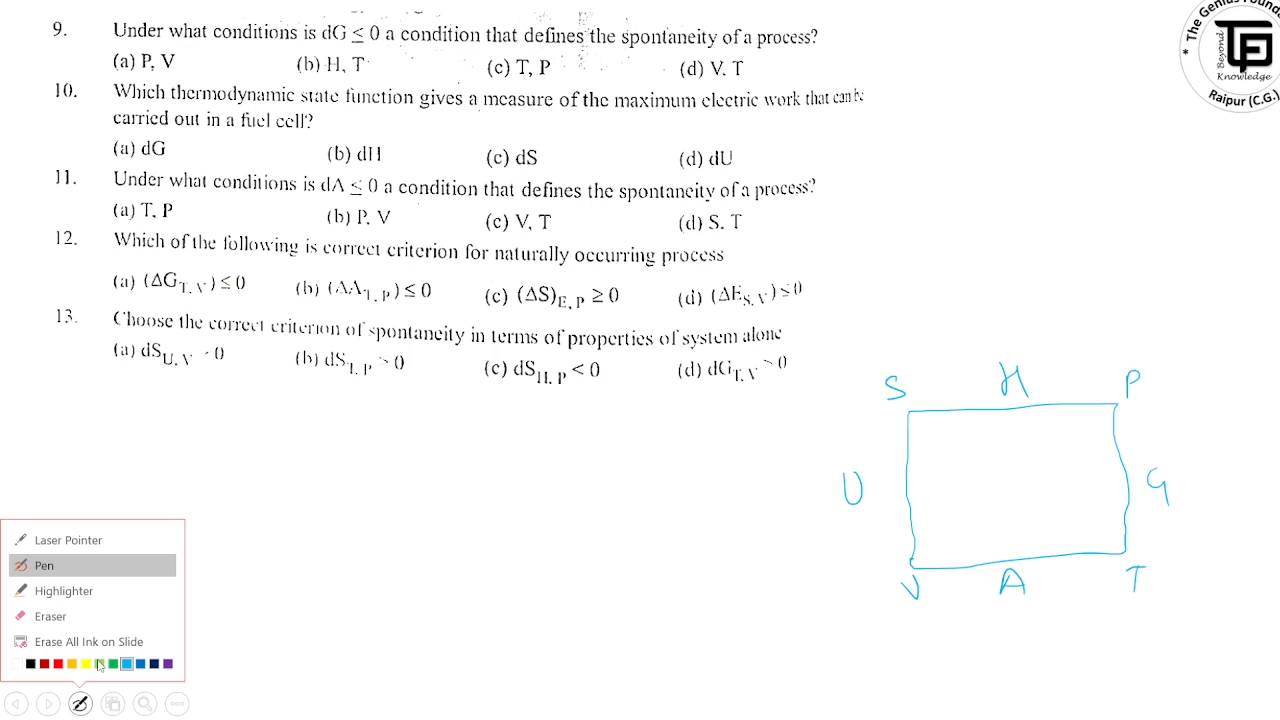 9. Under what conditions is dG ≤ 0 a condition that defines the spontaneity of a process?
(a) P, V (b) H, T (c) T, P (d) V, T
10. Which thermodynamic state function gives a measure of the maximum electric work that can be
carried out in a fuel cell?
(a) dG (b) dH (c) dS (d) dU
11. Under what conditions is dA ≤ 0 a condition that defines the spontaneity of a process?
(a) T, P (b) P, V (c) V, T (d) S, T
12. Which of the following is correct criterion for naturally occurring process
(a) (ΔG_T, V) ≤ 0 (b) (ΔA_T, P) ≤ 0 (c) (ΔS)_E, P ≥ 0 (d) (ΔE_S, V) ≤ 0
13. Choose the correct criterion of spontaneity in terms of properties of system alone
(a) dS_U, V > 0 (b) dS_T, P > 0 (c) dS_H, P < 0 (d) dG_T, V > 0
* The Genius
Beyond
Knowledge
Raipur (C.G.)
S H P
U G
V A T
Laser Pointer
Pen
Highlighter
Eraser
Erase All Ink on Slide